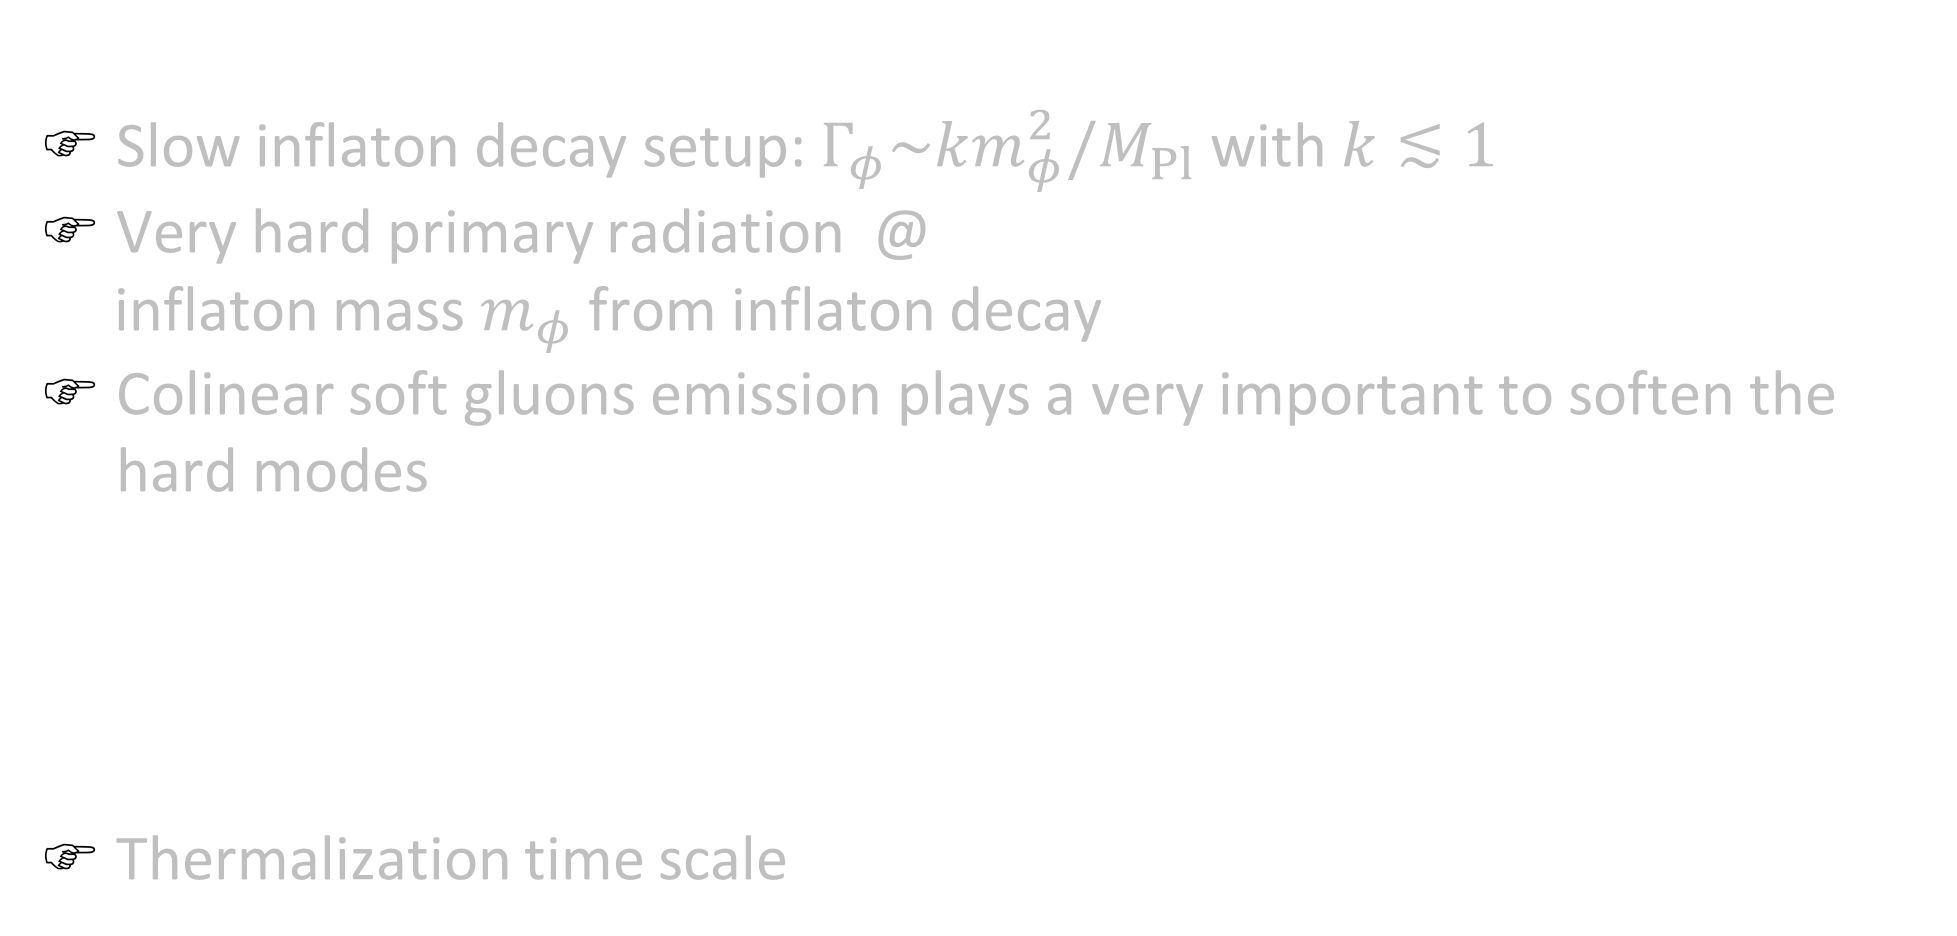 ☞ Slow inflaton decay setup: Γ_ϕ~km_ϕ^2/M_Pl with k ≲ 1
☞ Very hard primary radiation @
inflaton mass m_ϕ from inflaton decay
☞ Colinear soft gluons emission plays a very important to soften the
hard modes
☞ Thermalization time scale